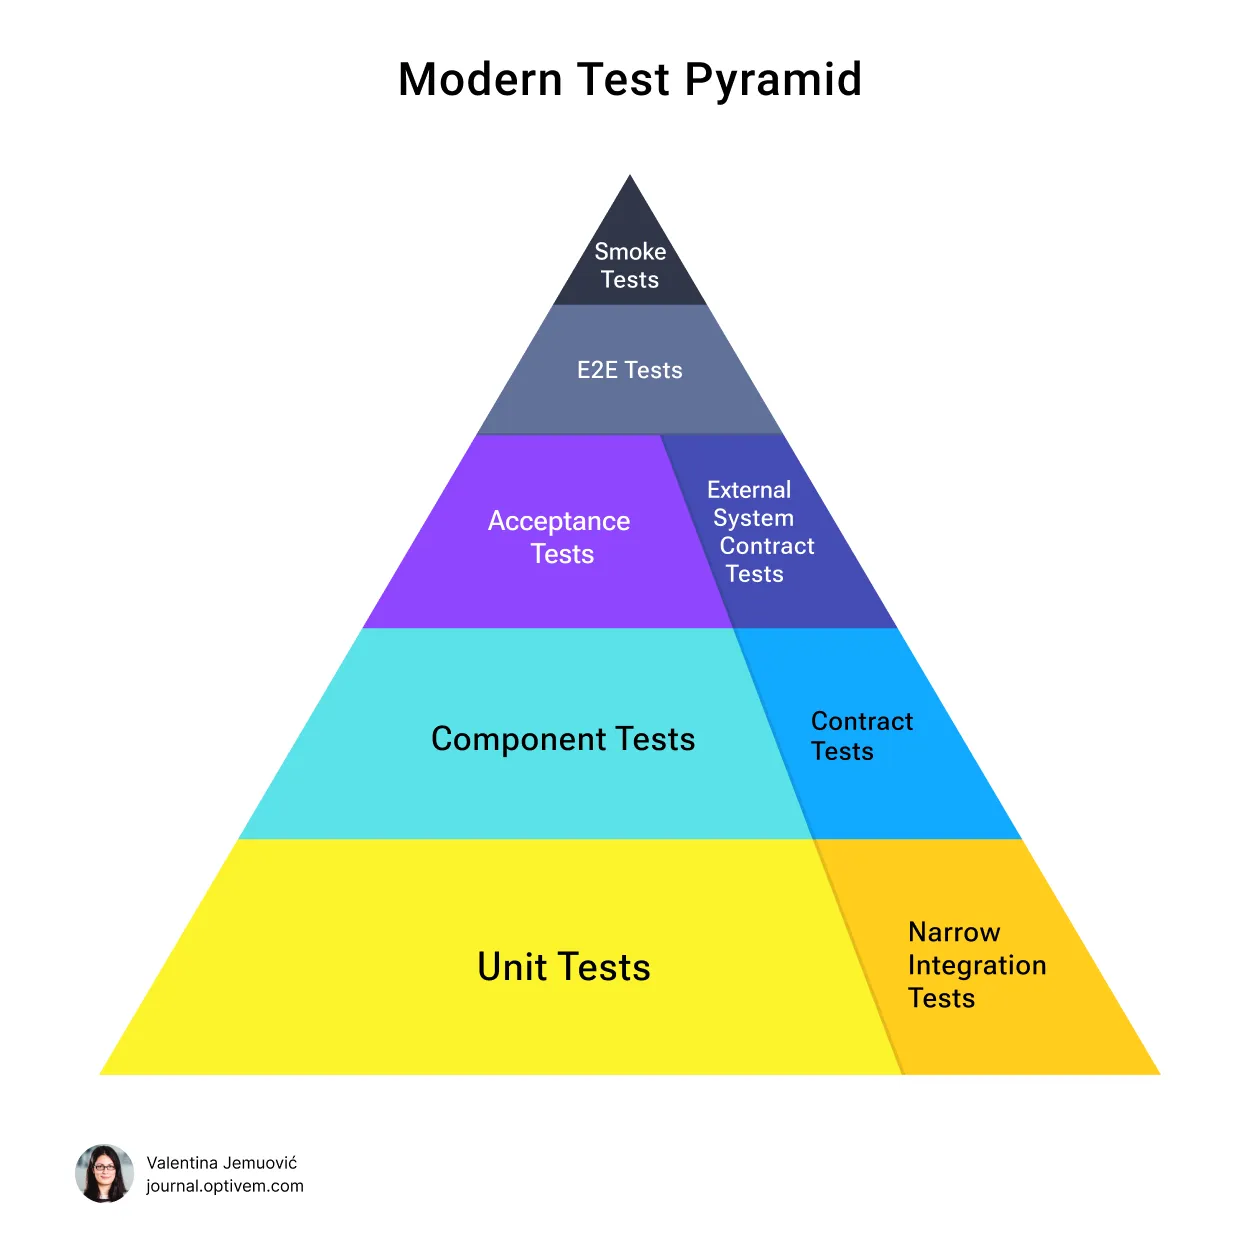 Modern Test Pyramid
Smoke
Tests
E2E Tests
Acceptance
Tests
External
System
Contract
Tests
Component Tests
Contract
Tests
Unit Tests
Narrow
Integration
Tests
Valentina Jemuović
journal.optivem.com